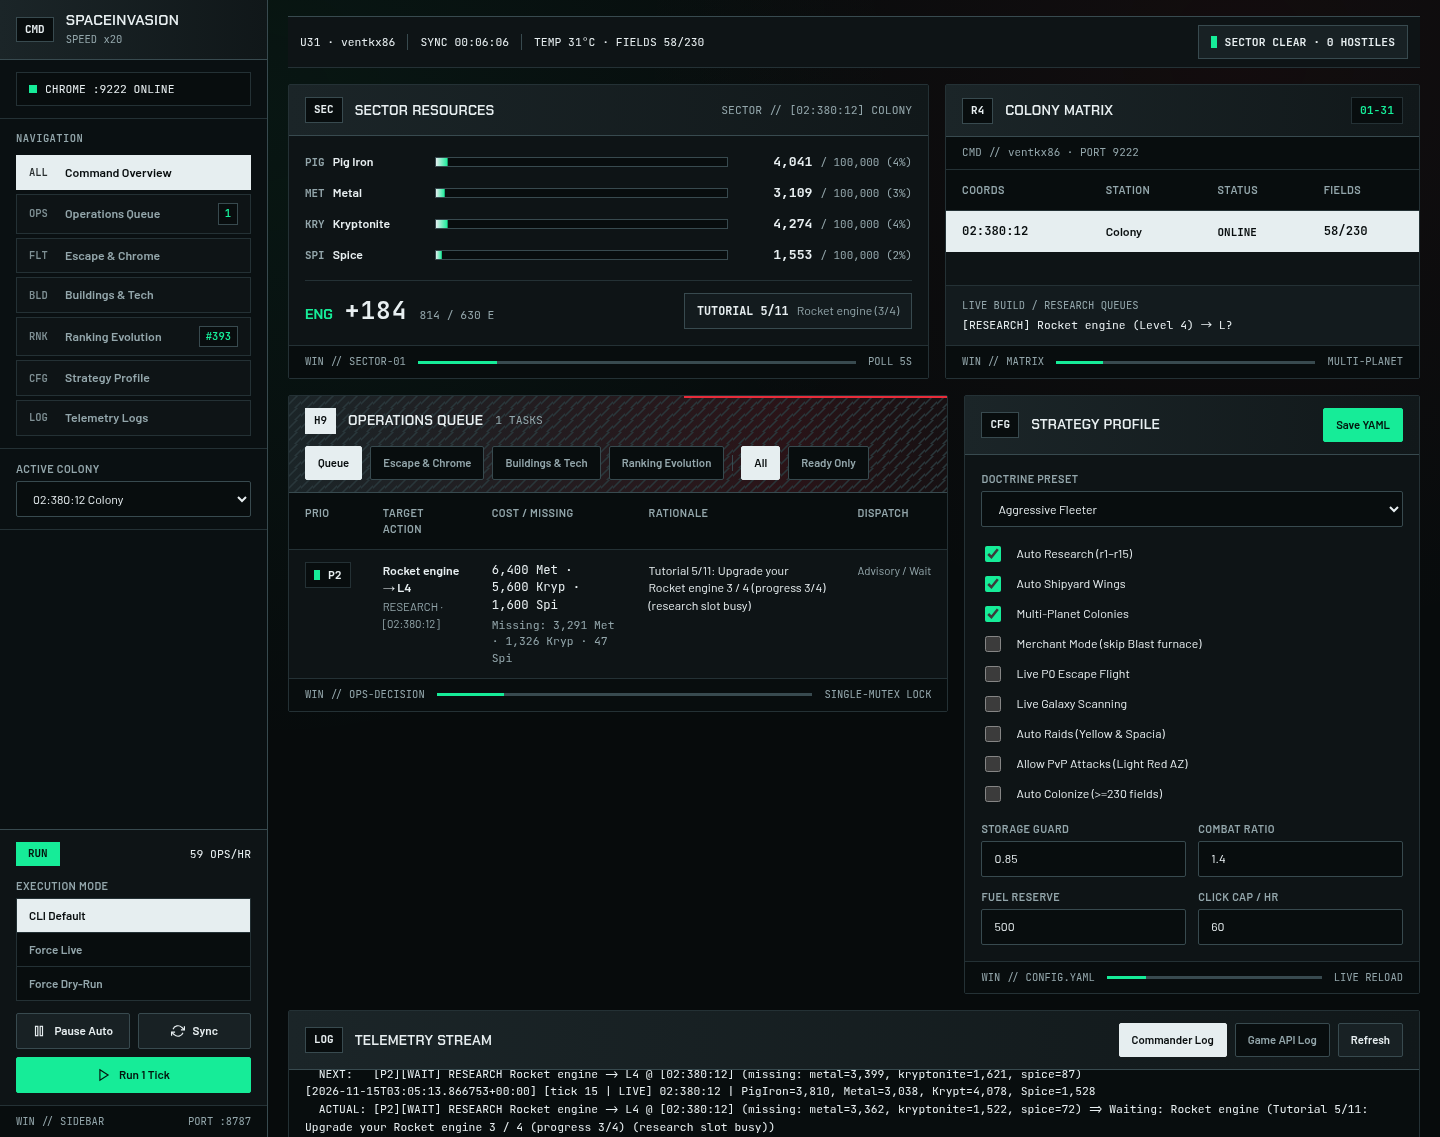 CMD SPACEINVASION
SPEED x20
CHROME :9222 ONLINE
NAVIGATION
ALL Command Overview
OPS Operations Queue 1
FLT Escape & Chrome
BLD Buildings & Tech
RNK Ranking Evolution #393
CFG Strategy Profile
LOG Telemetry Logs
ACTIVE COLONY
02:380:12 Colony
RUN 59 OPS/HR
EXECUTION MODE
CLI Default
Force Live
Force Dry-Run
Pause Auto Sync
Run 1 Tick
WIN // SIDEBAR PORT :8787
U31 · ventkx86 SYNC 00:06:06 TEMP 31°C · FIELDS 58/230 SECTOR CLEAR · 0 HOSTILES
SEC SECTOR RESOURCES SECTOR // [02:380:12] COLONY
PIG Pig Iron 4,041 / 100,000 (4%)
MET Metal 3,109 / 100,000 (3%)
KRY Kryptonite 4,274 / 100,000 (4%)
SPI Spice 1,553 / 100,000 (2%)
ENG +184 814 / 630 E TUTORIAL 5/11 Rocket engine (3/4)
WIN // SECTOR-01 POLL 5S
R4 COLONY MATRIX 01-31
CMD // ventkx86 · PORT 9222
COORDS STATION STATUS FIELDS
02:380:12 Colony ONLINE 58/230
LIVE BUILD / RESEARCH QUEUES
[RESEARCH] Rocket engine (Level 4) → L?
WIN // MATRIX MULTI-PLANET
H9 OPERATIONS QUEUE 1 TASKS
Queue Escape & Chrome Buildings & Tech Ranking Evolution All Ready Only
PRIO TARGET COST / MISSING RATIONALE DISPATCH
ACTION
P2 Rocket engine 6,400 Met · Tutorial 5/11: Upgrade your Advisory / Wait
→ L4 5,600 Kryp · Rocket engine 3 / 4 (progress 3/4)
RESEARCH · 1,600 Spi (research slot busy)
[02:380:12] Missing: 3,291 Met
· 1,326 Kryp · 47
Spi
WIN // OPS-DECISION SINGLE-MUTEX LOCK
CFG STRATEGY PROFILE Save YAML
DOCTRINE PRESET
Aggressive Fleeter
Auto Research (r1–r15)
Auto Shipyard Wings
Multi-Planet Colonies
Merchant Mode (skip Blast furnace)
Live P0 Escape Flight
Live Galaxy Scanning
Auto Raids (Yellow & Spacia)
Allow PvP Attacks (Light Red AZ)
Auto Colonize (>=230 fields)
STORAGE GUARD COMBAT RATIO
0.85 1.4
FUEL RESERVE CLICK CAP / HR
500 60
WIN // CONFIG.YAML LIVE RELOAD
LOG TELEMETRY STREAM Commander Log Game API Log Refresh
NEXT: [P2][WAIT] RESEARCH Rocket engine → L4 @ [02:380:12] (missing: metal=3,399, kryptonite=1,621, spice=87)
[2026-11-15T03:05:13.866753+00:00] [tick 15 | LIVE] 02:380:12 | PigIron=3,810, Metal=3,038, Krypt=4,078, Spice=1,528
ACTUAL: [P2][WAIT] RESEARCH Rocket engine → L4 @ [02:380:12] (missing: metal=3,362, kryptonite=1,522, spice=72) => Waiting: Rocket engine (Tutorial 5/11:
Upgrade your Rocket engine 3 / 4 (progress 3/4) (research slot busy))